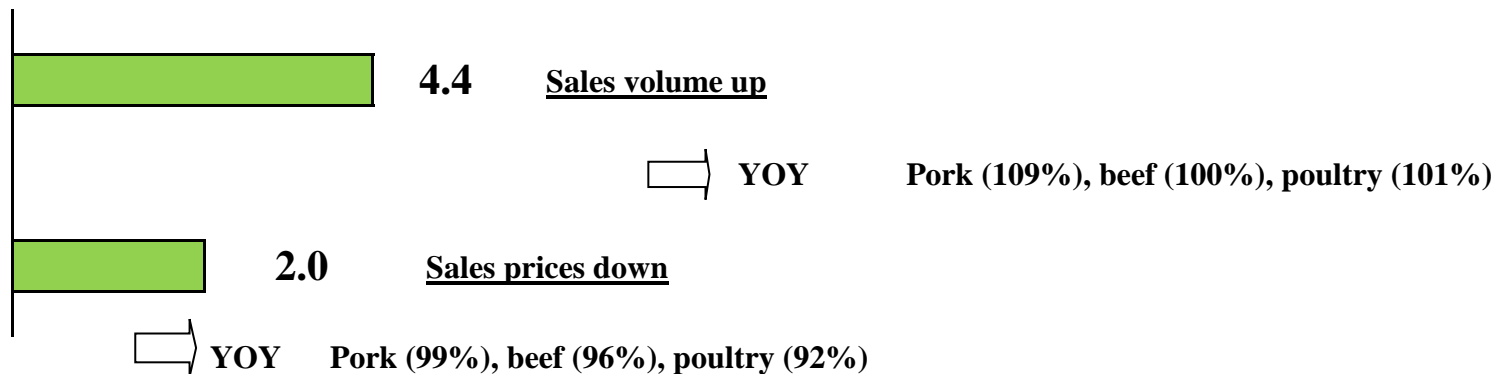 4.4 Sales volume up
YOY Pork (109%), beef (100%), poultry (101%)
2.0 Sales prices down
YOY Pork (99%), beef (96%), poultry (92%)